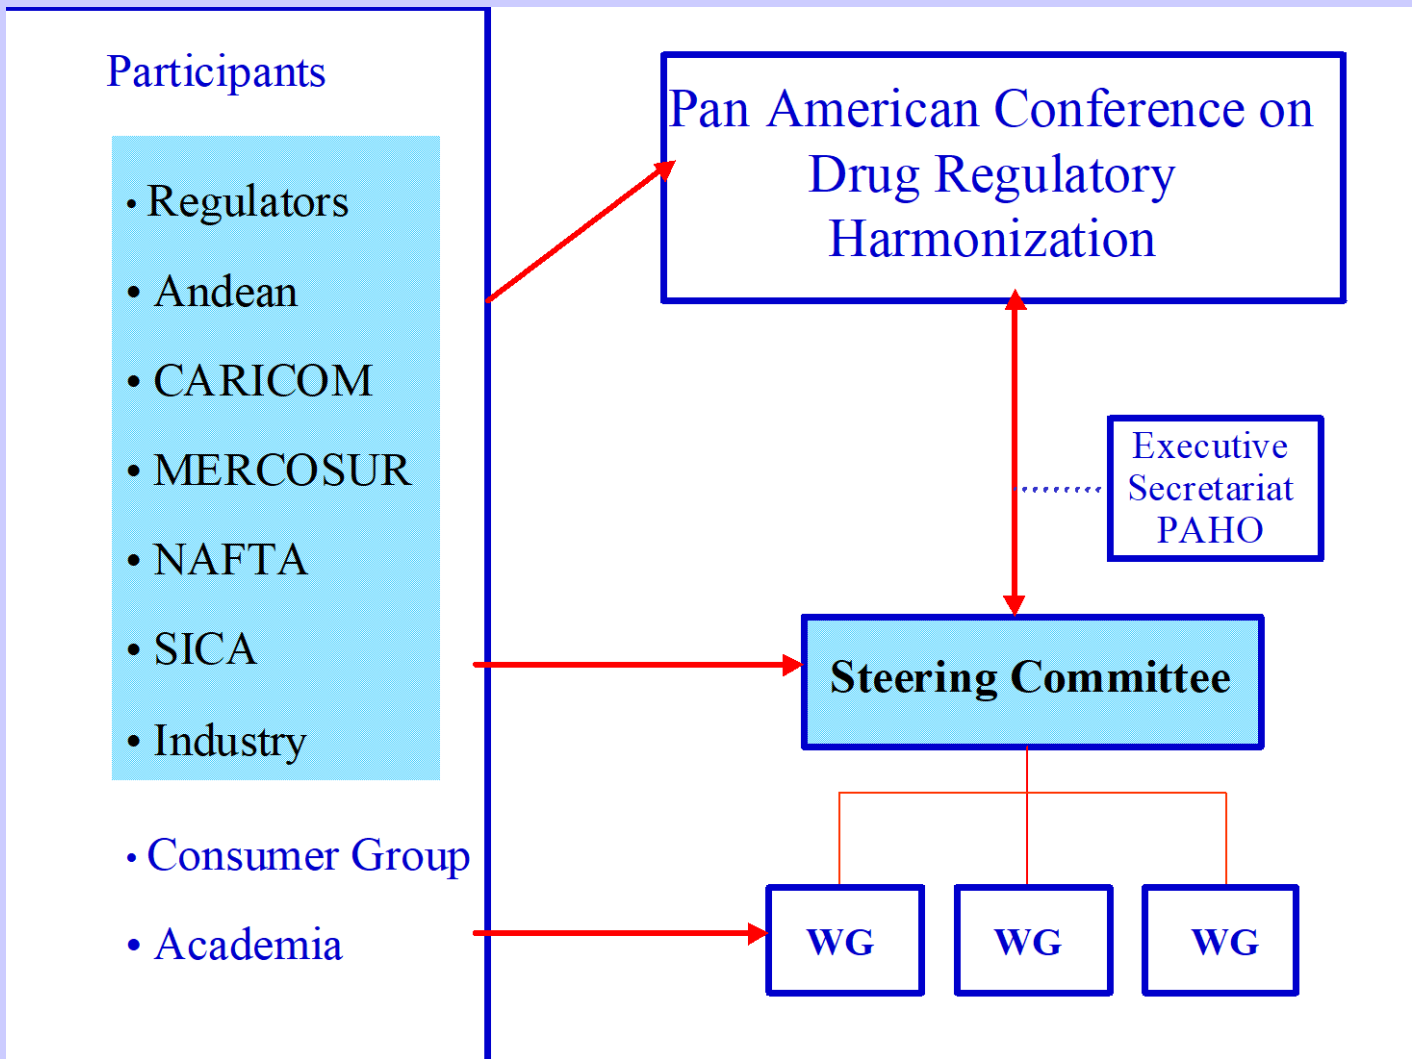 Participants
• Regulators
• Andean
• CARICOM
• MERCOSUR
• NAFTA
• SICA
• Industry
• Consumer Group
• Academia
Pan American Conference on
Drug Regulatory
Harmonization
Executive
Secretariat
PAHO
Steering Committee
WG
WG
WG